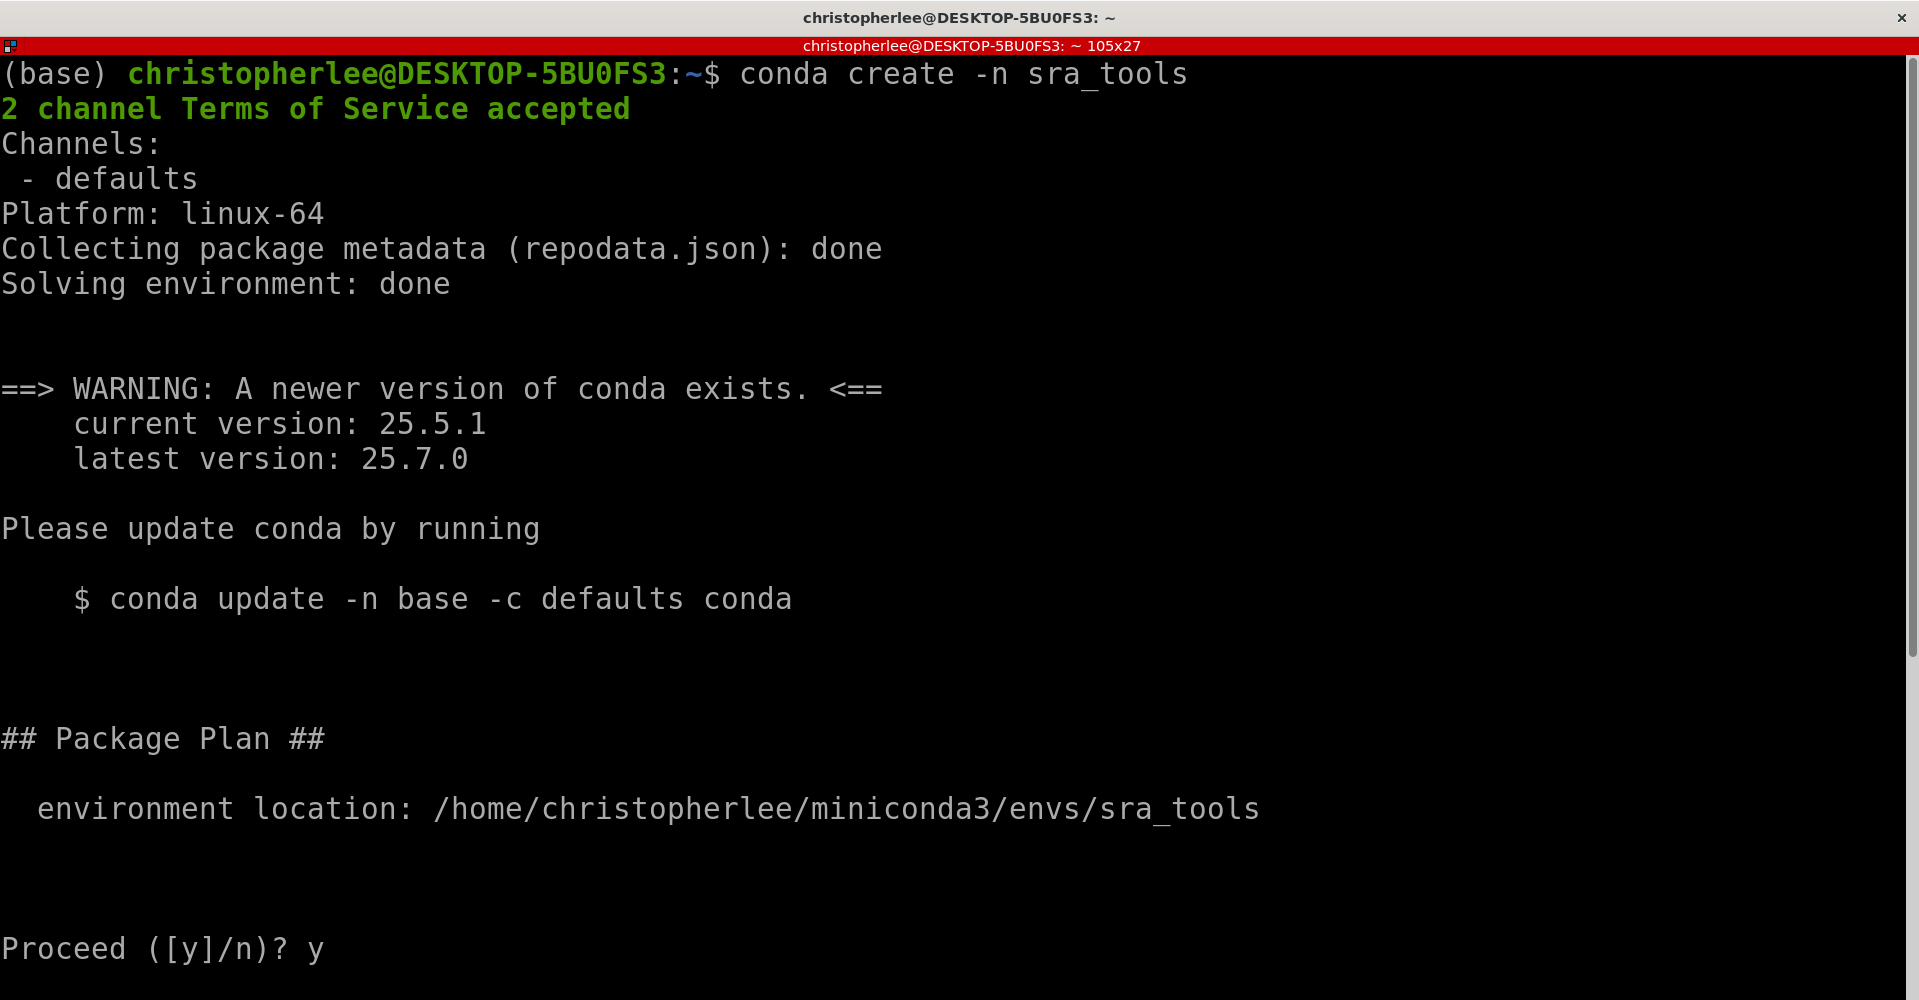 christopherlee@DESKTOP-5BU0FS3: ~
×
christopherlee@DESKTOP-5BU0FS3: ~ 105x27
(base) christopherlee@DESKTOP-5BU0FS3:~$ conda create -n sra_tools
2 channel Terms of Service accepted
Channels:
 - defaults
Platform: linux-64
Collecting package metadata (repodata.json): done
Solving environment: done
==> WARNING: A newer version of conda exists. <==
    current version: 25.5.1
    latest version: 25.7.0
Please update conda by running
    $ conda update -n base -c defaults conda
## Package Plan ##
  environment location: /home/christopherlee/miniconda3/envs/sra_tools
Proceed ([y]/n)? y